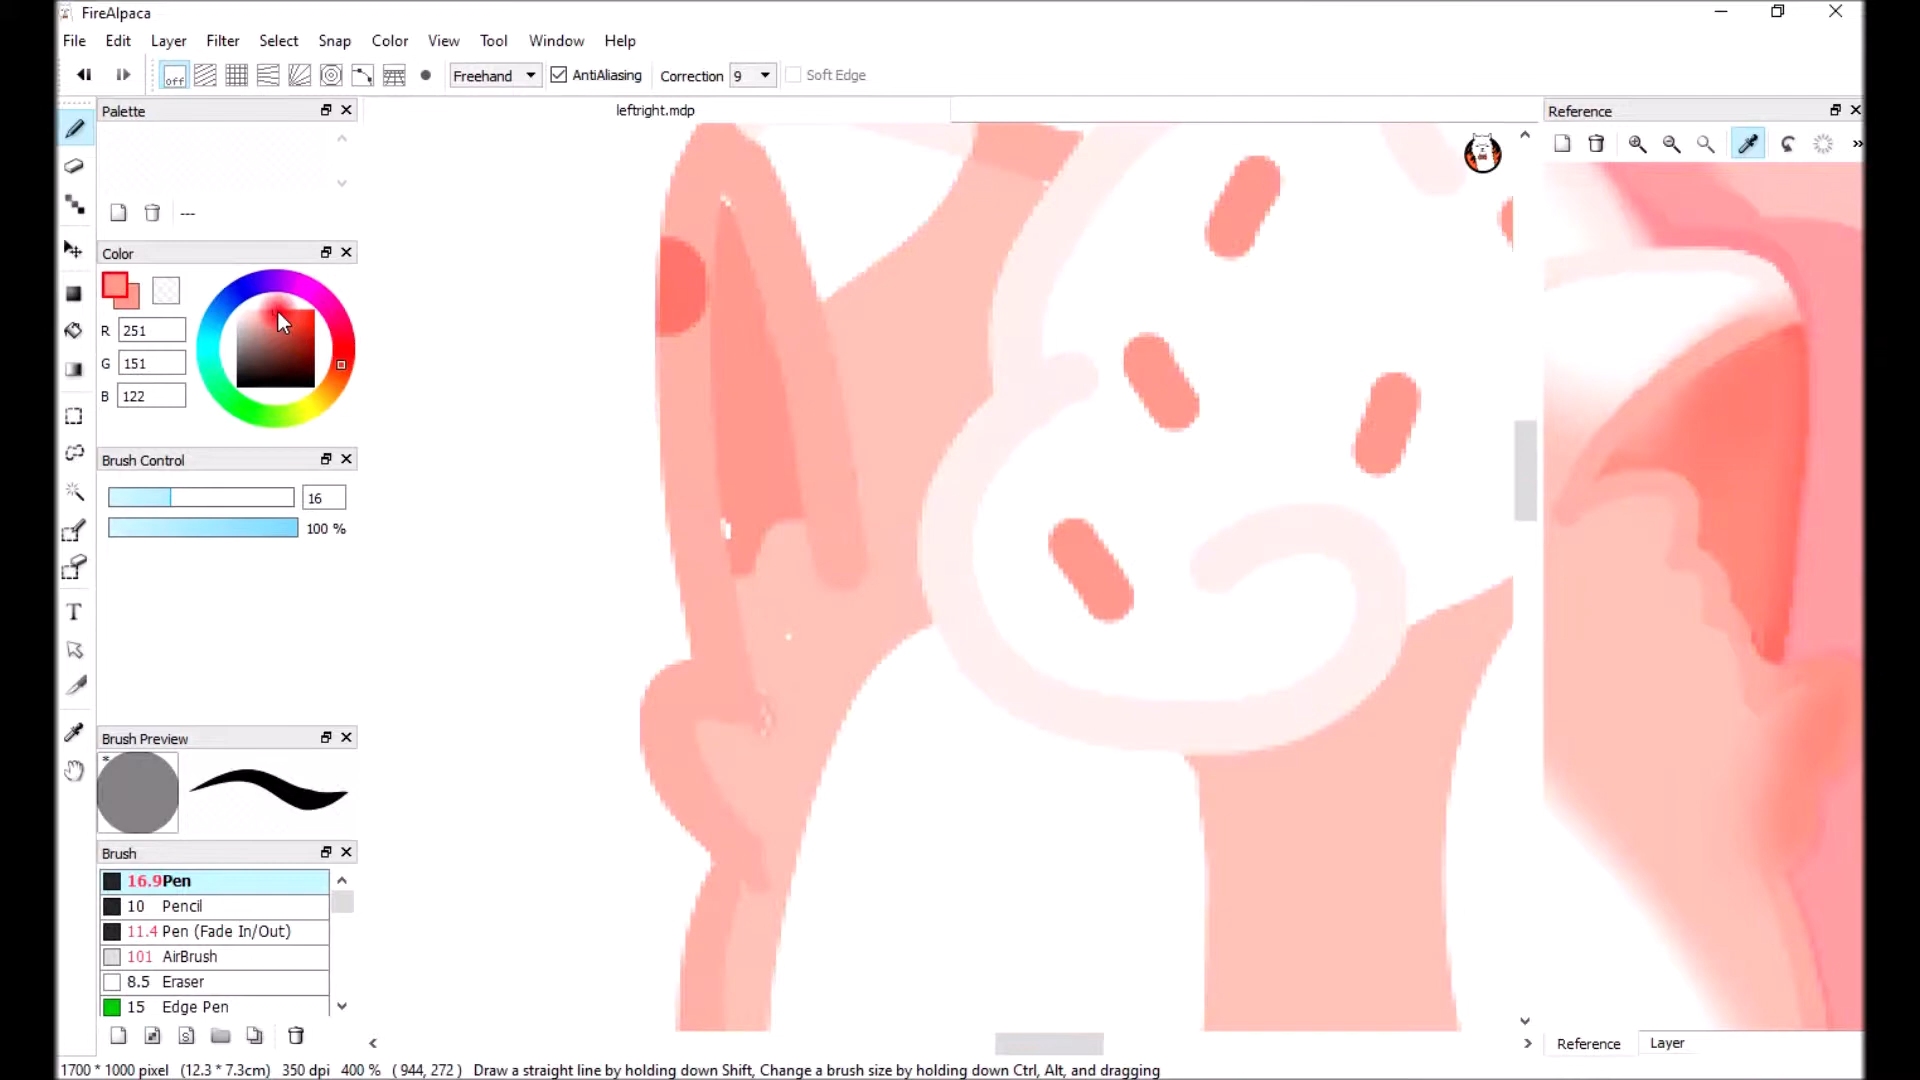 FireAlpaca
File Edit Layer Filter Select Snap Color View Tool Window Help
off Freehand AntiAliasing Correction 9 Soft Edge
Palette
leftright.mdp
Reference
»
---
Color
R 251
G 151
B 122
Brush Control
16
100 %
T
Brush Preview
*
Brush
16.9 Pen
10 Pencil
11.4 Pen (Fade In/Out)
101 AirBrush
8.5 Eraser
15 Edge Pen
S
Reference Layer
1700 * 1000 pixel (12.3 * 7.3cm) 350 dpi 400 % ( 944, 272 ) Draw a straight line by holding down Shift, Change a brush size by holding down Ctrl, Alt, and dragging